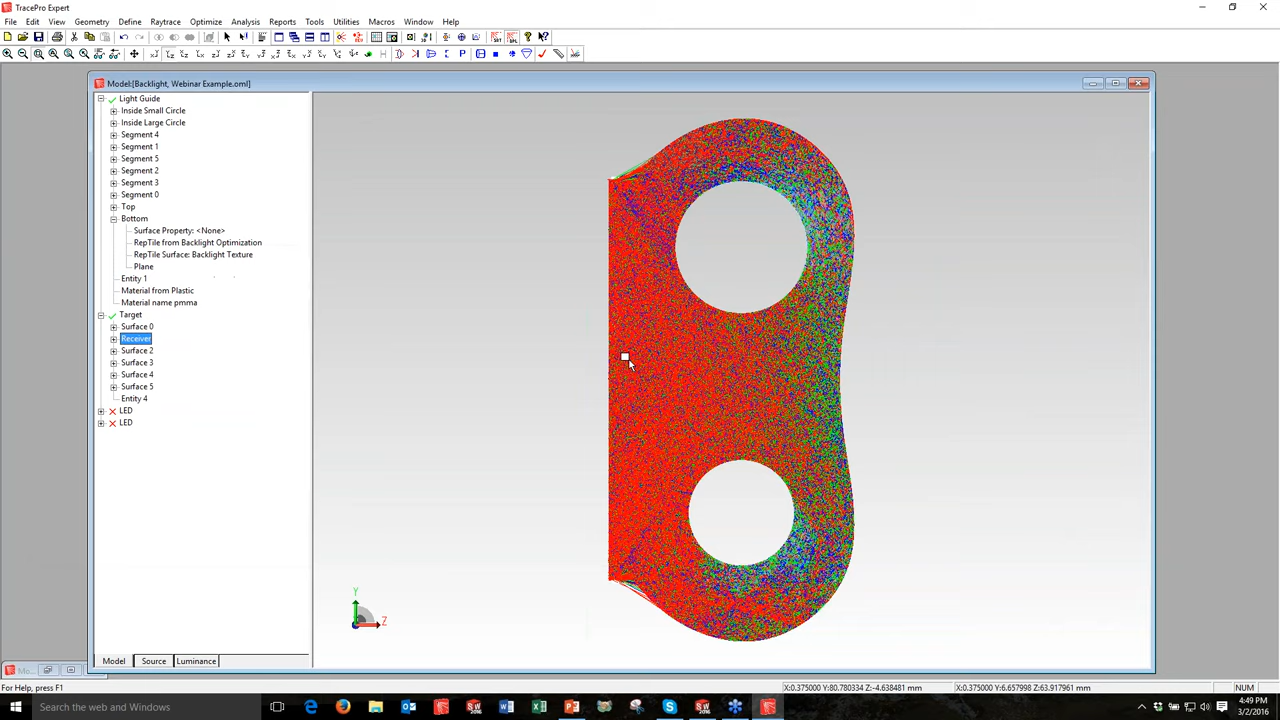 TracePro Expert
File Edit View Geometry Define Raytrace Optimize Analysis Reports Tools Utilities Macros Window Help
Model:[Backlight, Webinar Example.oml]
Light Guide
Inside Small Circle
Inside Large Circle
Segment 4
Segment 1
Segment 5
Segment 2
Segment 3
Segment 0
Top
Bottom
Surface Property: <None>
RepTile from Backlight Optimization
RepTile Surface: Backlight Texture
Plane
Entity 1
Material from Plastic
Material name pmma
Target
Surface 0
Receiver
Surface 2
Surface 3
Surface 4
Surface 5
Entity 4
LED
LED
Y
Z
Model Source Luminance
For Help, press F1
X:0.375000 Y:80.780334 Z:-4.638481 mm
X:0.375000 Y:6.657998 Z:63.917961 mm
NUM
Search the web and Windows
4:49 PM
3/2/2016